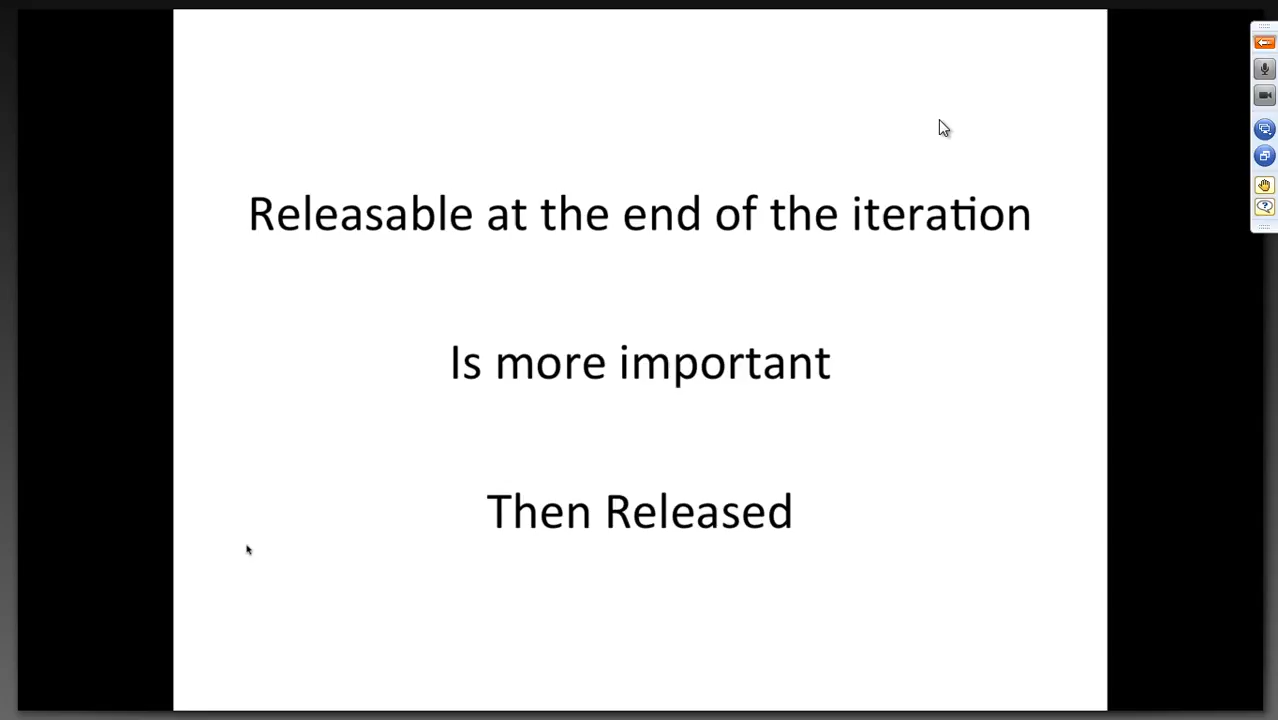 Releasable at the end of the iteration
Is more important
Then Released